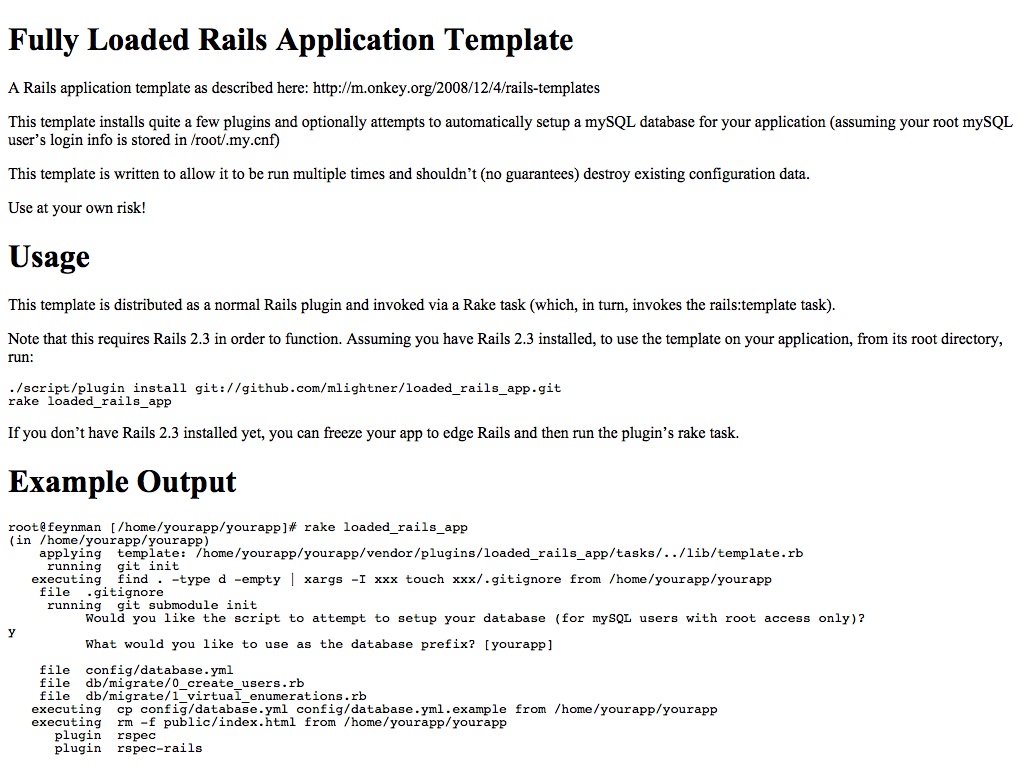 Fully Loaded Rails Application Template
A Rails application template as described here: http://m.onkey.org/2008/12/4/rails-templates
This template installs quite a few plugins and optionally attempts to automatically setup a mySQL database for your application (assuming your root mySQL
user’s login info is stored in /root/.my.cnf)
This template is written to allow it to be run multiple times and shouldn’t (no guarantees) destroy existing configuration data.
Use at your own risk!
Usage
This template is distributed as a normal Rails plugin and invoked via a Rake task (which, in turn, invokes the rails:template task).
Note that this requires Rails 2.3 in order to function. Assuming you have Rails 2.3 installed, to use the template on your application, from its root directory,
run:
./script/plugin install git://github.com/mlightner/loaded_rails_app.git
rake loaded_rails_app
If you don’t have Rails 2.3 installed yet, you can freeze your app to edge Rails and then run the plugin’s rake task.
Example Output
root@feynman [/home/yourapp/yourapp]# rake loaded_rails_app
(in /home/yourapp/yourapp)
applying  template: /home/yourapp/yourapp/vendor/plugins/loaded_rails_app/tasks/../lib/template.rb
running  git init
executing  find . -type d -empty | xargs -I xxx touch xxx/.gitignore from /home/yourapp/yourapp
file  .gitignore
running  git submodule init
Would you like the script to attempt to setup your database (for mySQL users with root access only)?
y
What would you like to use as the database prefix? [yourapp]
file  config/database.yml
file  db/migrate/0_create_users.rb
file  db/migrate/1_virtual_enumerations.rb
executing  cp config/database.yml config/database.yml.example from /home/yourapp/yourapp
executing  rm -f public/index.html from /home/yourapp/yourapp
plugin  rspec
plugin  rspec-rails